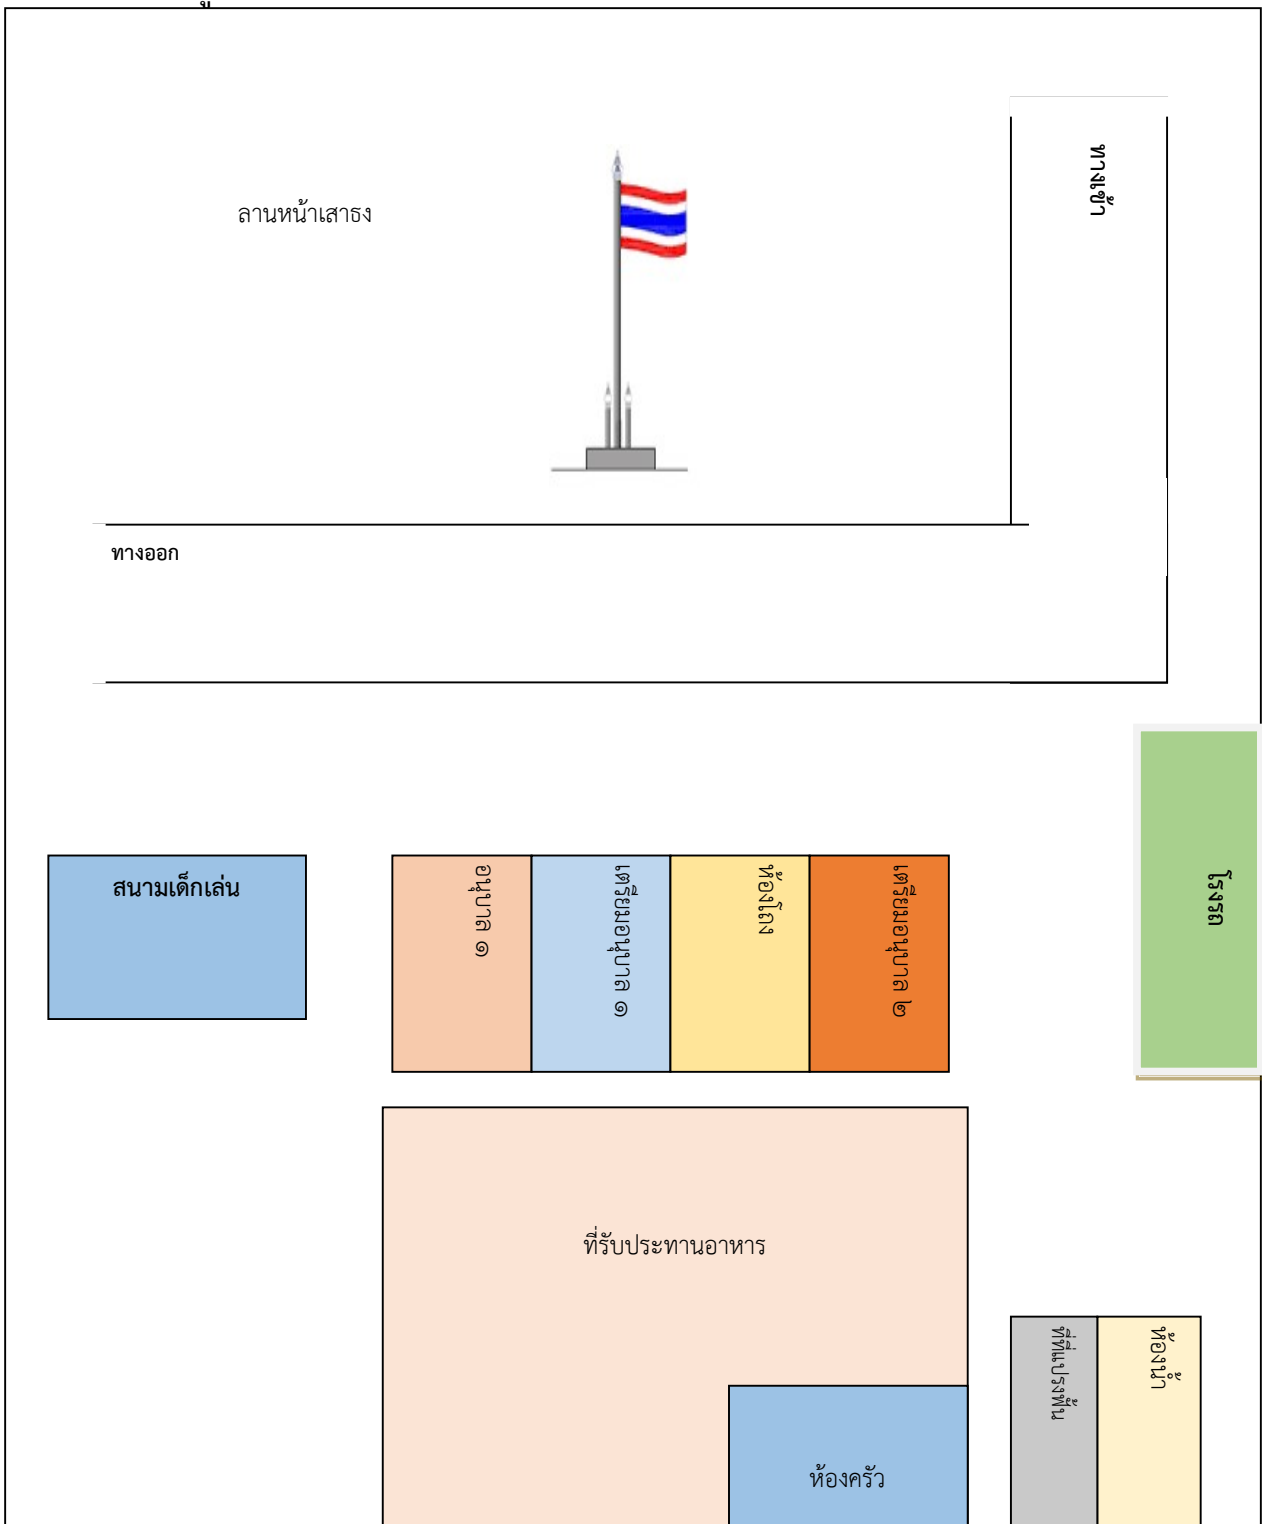 ทางเข้า
ลานหน้าเสาธง
ทางออก
สนามเด็กเล่น
อนุบาล ๑
เตรียมอนุบาล ๑
ห้องโถง
เตรียมอนุบาล ๒
โรงรถ
ที่รับประทานอาหาร
ที่ที่แปรงฟัน
ห้องน้ำ
ห้องครัว